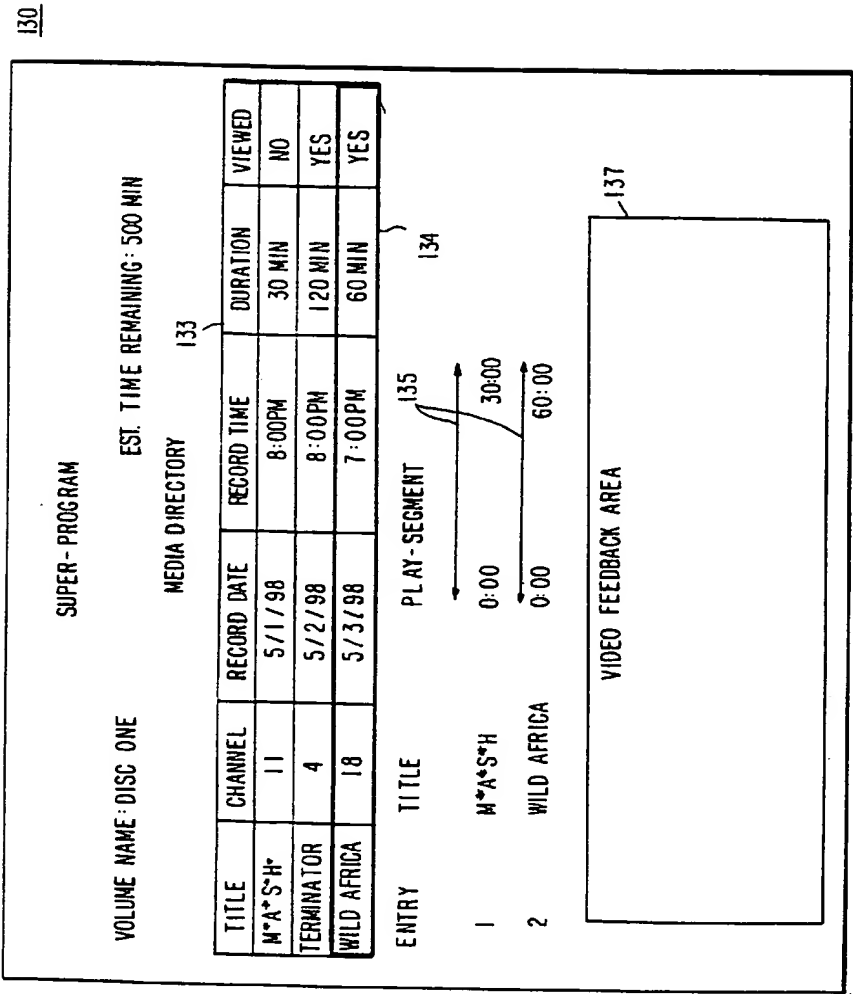 130
SUPER-PROGRAM
VOLUME NAME: DISC ONE EST. TIME REMAINING: 500 MIN
MEDIA DIRECTORY 133
TITLE CHANNEL RECORD DATE RECORD TIME DURATION VIEWED
M*A*S*H* 11 5/1/98 8:00PM 30 MIN NO
TERMINATOR 4 5/2/98 8:00PM 120 MIN YES
WILD AFRICA 18 5/3/98 7:00PM 60 MIN YES
134
ENTRY TITLE PLAY-SEGMENT 135
1 M*A*S*H 0:00 30:00
2 WILD AFRICA 0:00 60:00
137
VIDEO FEEDBACK AREA